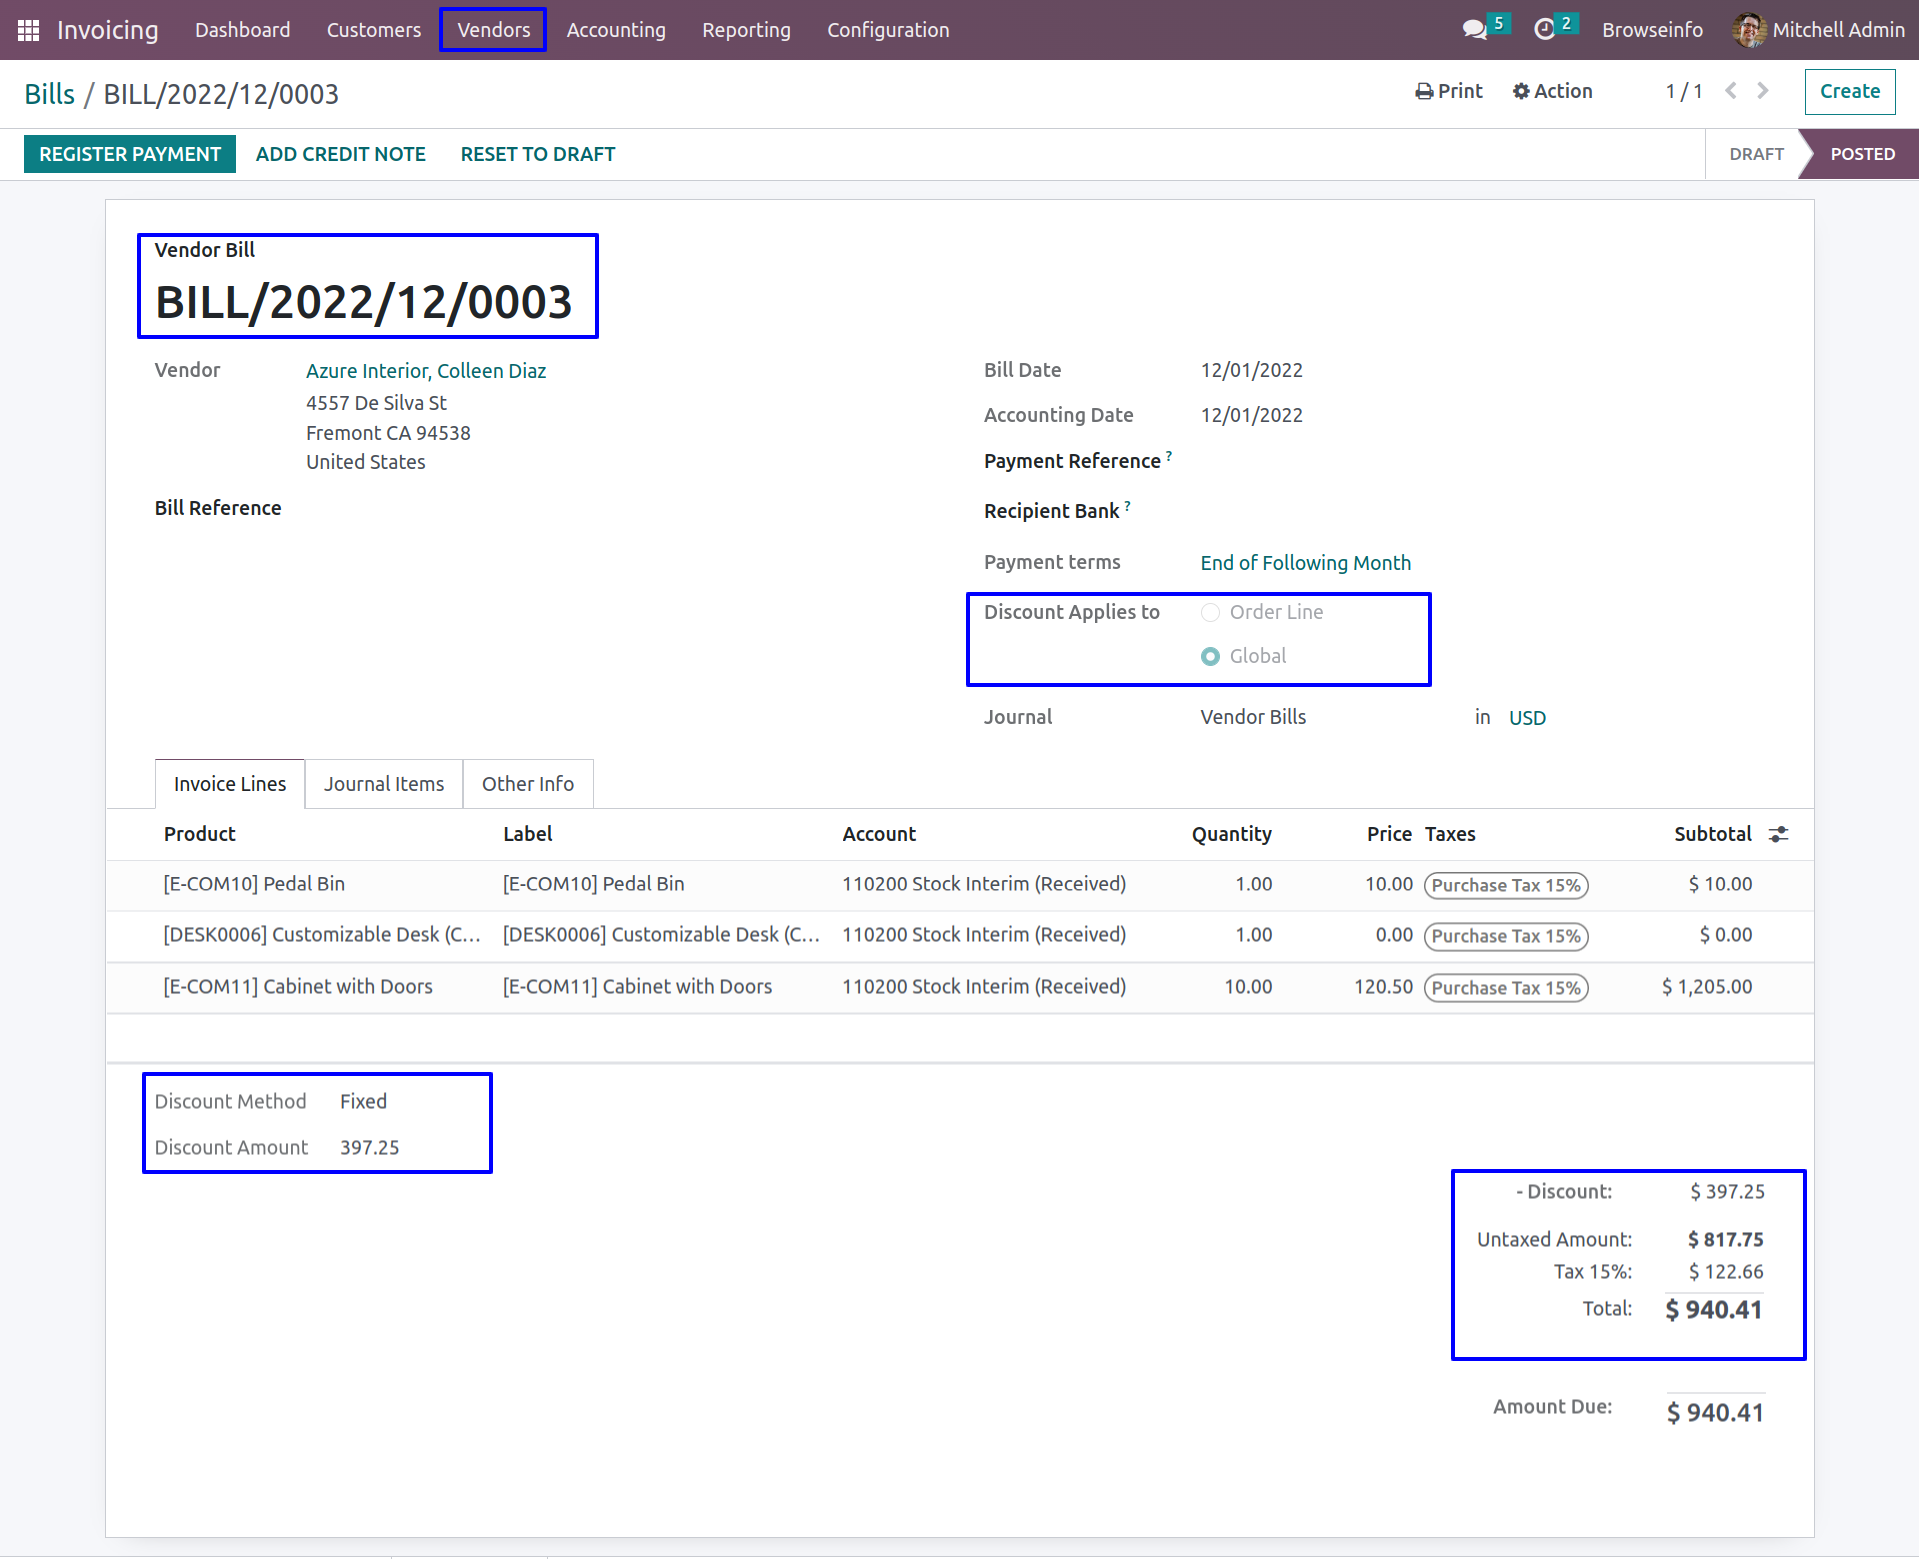 Invoicing Dashboard Customers Vendors Accounting Reporting Configuration 5 2 Browseinfo Mitchell Admin
Bills / BILL/2022/12/0003 Print Action 1 / 1 Create
REGISTER PAYMENT ADD CREDIT NOTE RESET TO DRAFT DRAFT POSTED
Vendor Bill
BILL/2022/12/0003
Vendor Azure Interior, Colleen Diaz
4557 De Silva St
Fremont CA 94538
United States
Bill Reference
Bill Date 12/01/2022
Accounting Date 12/01/2022
Payment Reference ?
Recipient Bank ?
Payment terms End of Following Month
Discount Applies to Order Line
Global
Journal Vendor Bills in USD
Invoice Lines Journal Items Other Info
Product Label Account Quantity Price Taxes Subtotal
[E-COM10] Pedal Bin [E-COM10] Pedal Bin 110200 Stock Interim (Received) 1.00 10.00 Purchase Tax 15% $ 10.00
[DESK0006] Customizable Desk (C... [DESK0006] Customizable Desk (C... 110200 Stock Interim (Received) 1.00 0.00 Purchase Tax 15% $ 0.00
[E-COM11] Cabinet with Doors [E-COM11] Cabinet with Doors 110200 Stock Interim (Received) 10.00 120.50 Purchase Tax 15% $ 1,205.00
Discount Method Fixed
Discount Amount 397.25
- Discount: $ 397.25
Untaxed Amount: $ 817.75
Tax 15%: $ 122.66
Total: $ 940.41
Amount Due: $ 940.41